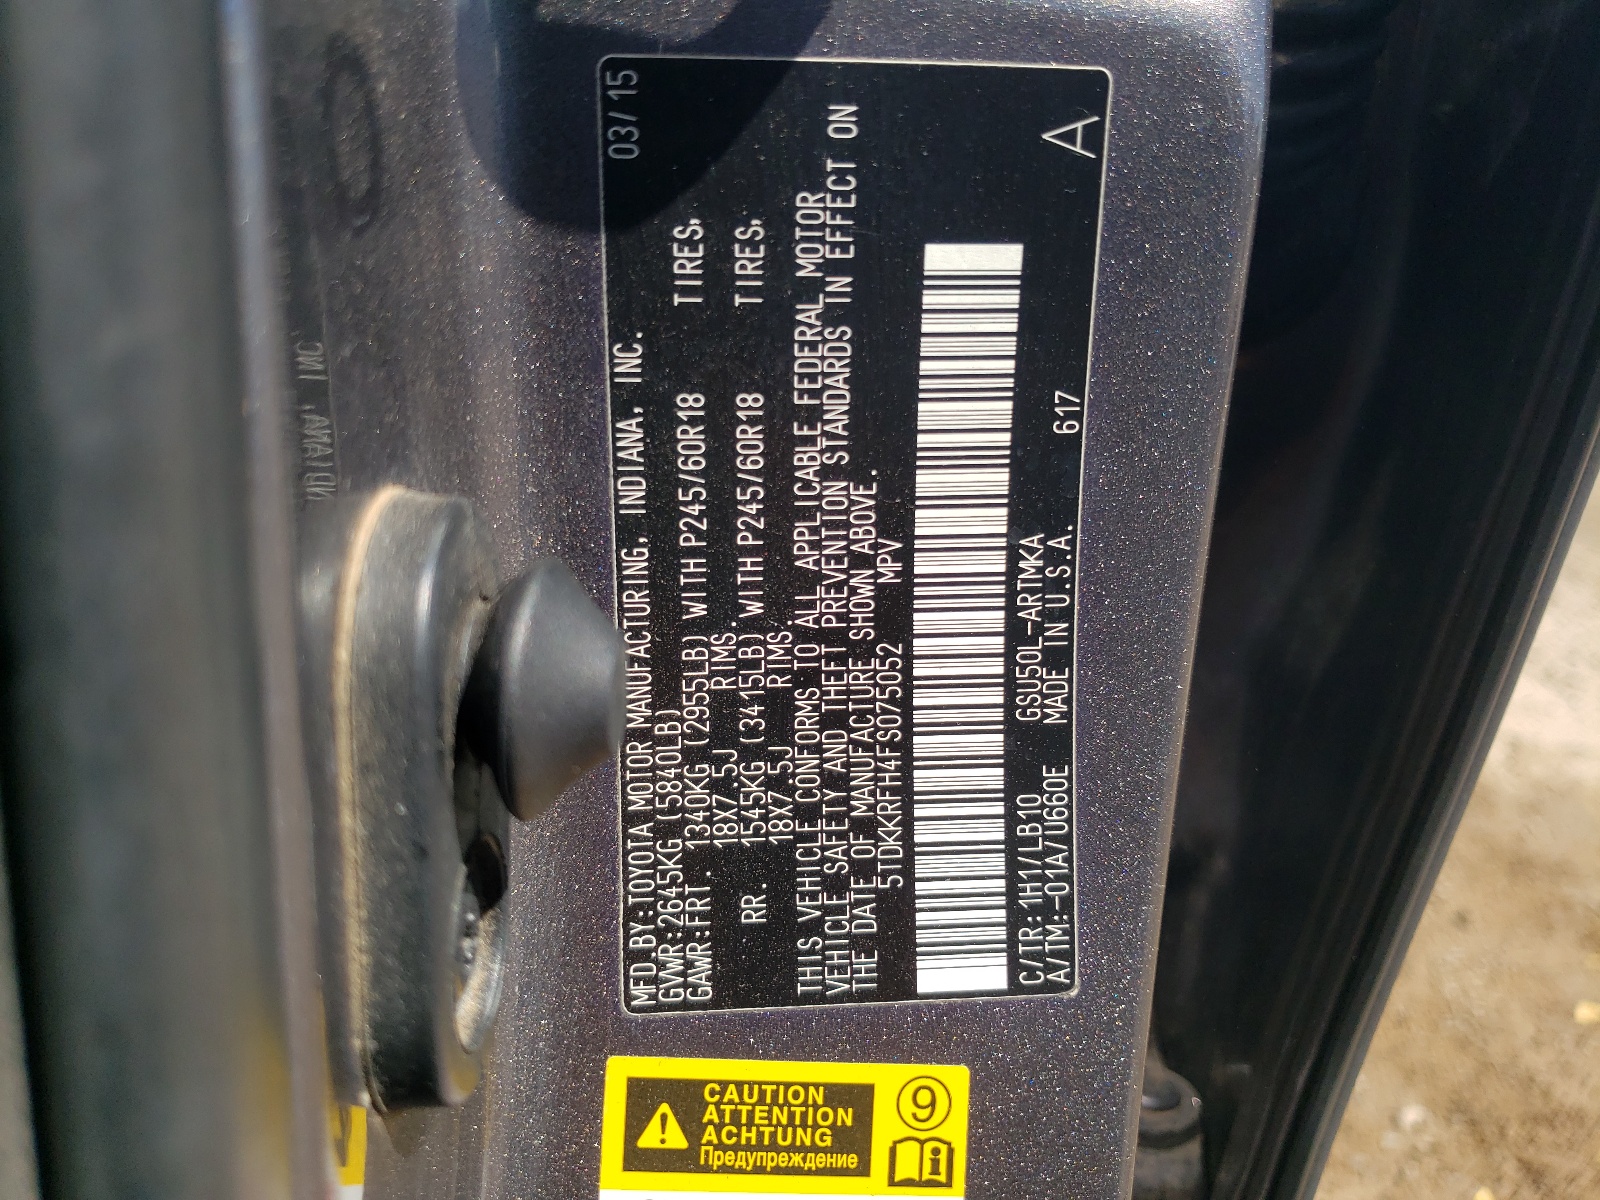 03/15
MFD.BY:TOYOTA MOTOR MANUFACTURING, INDIANA, INC.
GVWR:2645KG(5840LB)
GAWR:FRT. 1340KG (2955LB) WITH P245/60R18 TIRES,
18X7.5J RIMS.
RR. 1545KG (3415LB) WITH P245/60R18 TIRES,
18X7.5J RIMS.
THIS VEHICLE CONFORMS TO ALL APPLICABLE FEDERAL MOTOR
VEHICLE SAFETY AND THEFT PREVENTION STANDARDS IN EFFECT ON
THE DATE OF MANUFACTURE SHOWN ABOVE.
5TDKKRFH4FS075052 MPV
C/TR:1H1/LB10 GSU50L-ARTMKA 617
A/TM:-01A/U660E MADE IN U.S.A. A
CAUTION
ATTENTION
ACHTUNG
Предупреждение
9
i